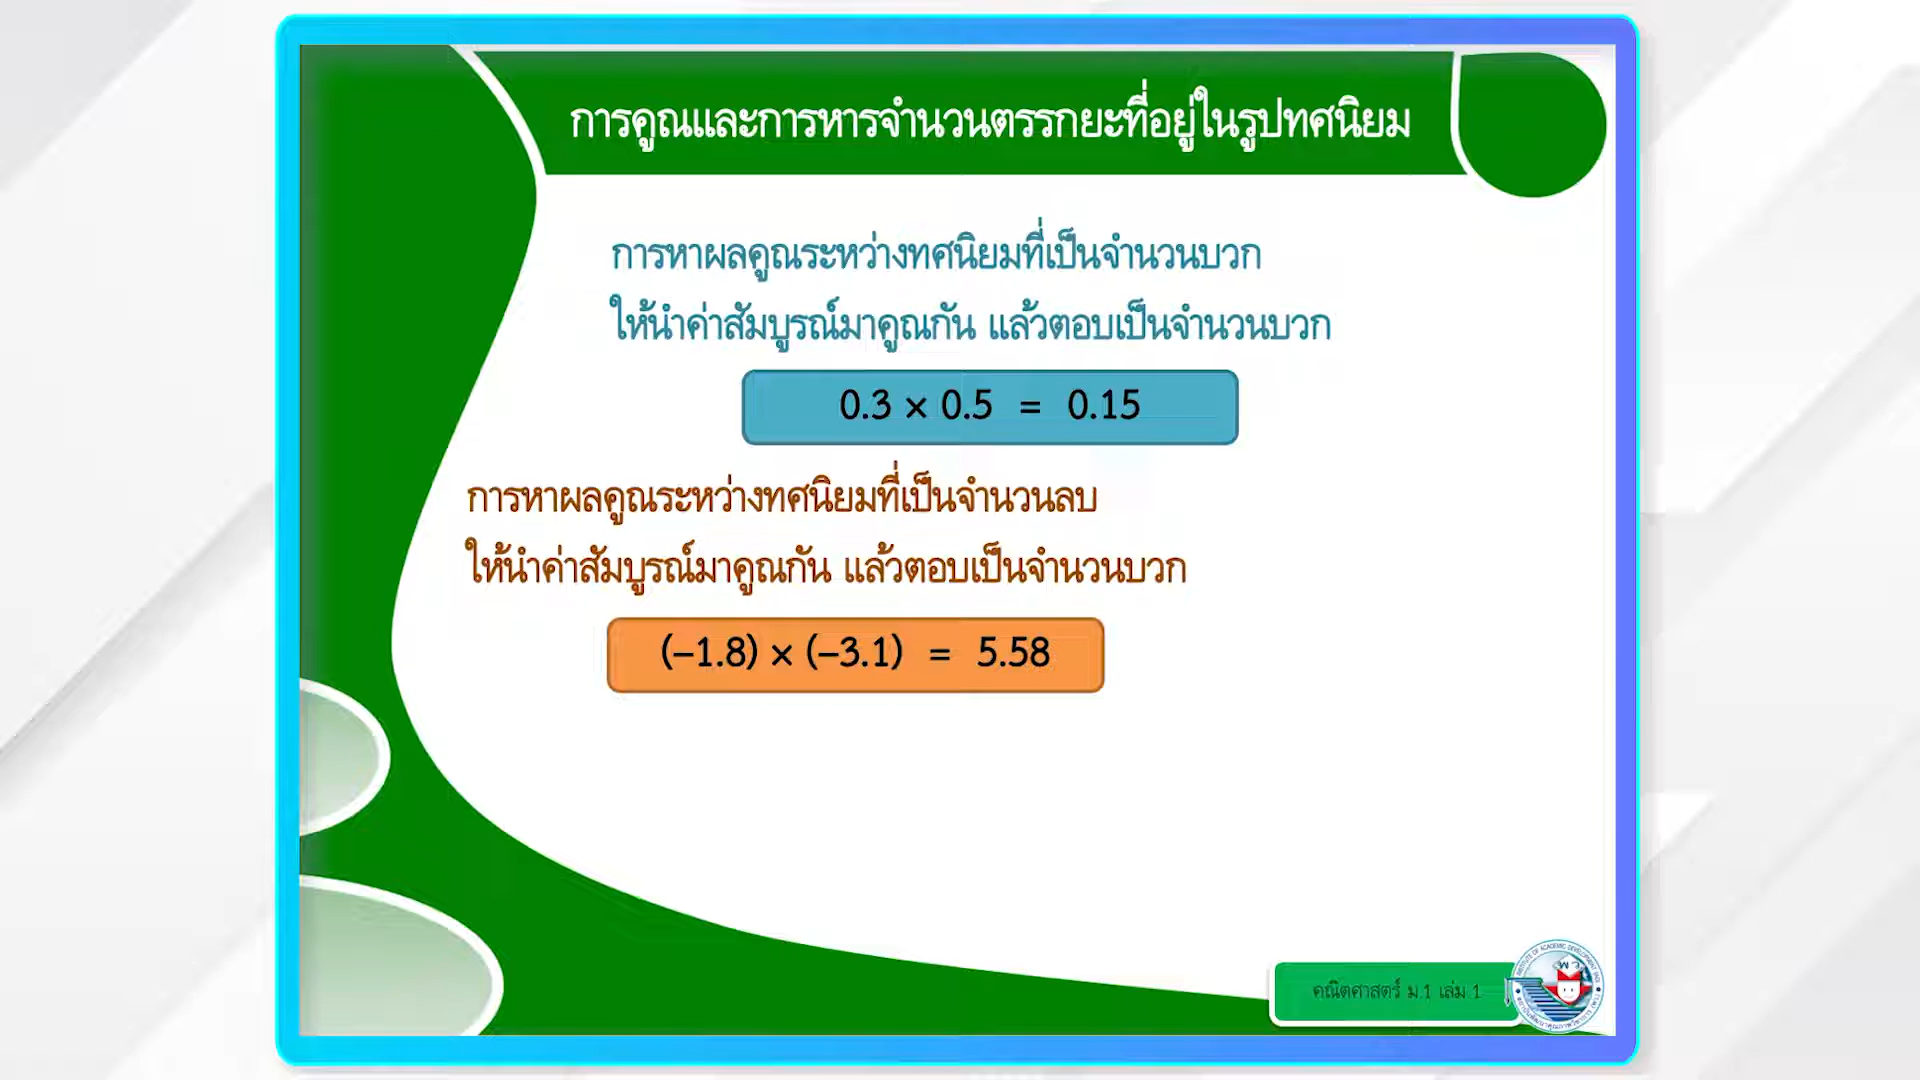 การคูณและการหารจำนวนตรรกยะที่อยู่ในรูปทศนิยม
การหาผลคูณระหว่างทศนิยมที่เป็นจำนวนบวก
ให้นำค่าสัมบูรณ์มาคูณกัน แล้วตอบเป็นจำนวนบวก
0.3 × 0.5 = 0.15
การหาผลคูณระหว่างทศนิยมที่เป็นจำนวนลบ
ให้นำค่าสัมบูรณ์มาคูณกัน แล้วตอบเป็นจำนวนบวก
(–1.8) × (–3.1) = 5.58
คณิตศาสตร์ ม.1 เล่ม 1
พว